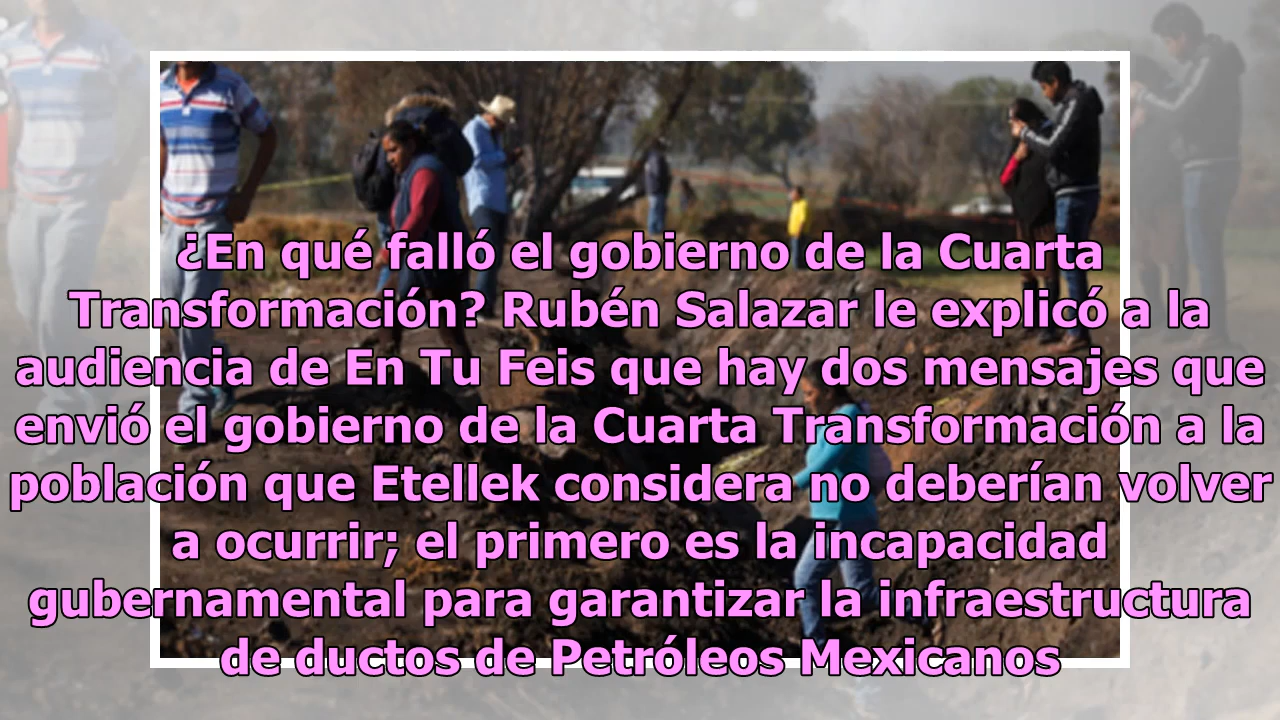 ¿En qué falló el gobierno de la Cuarta
Transformación? Rubén Salazar le explicó a la
audiencia de En Tu Feis que hay dos mensajes que
envió el gobierno de la Cuarta Transformación a la
población que Etellek considera no deberían volver
a ocurrir; el primero es la incapacidad
gubernamental para garantizar la infraestructura
de ductos de Petróleos Mexicanos